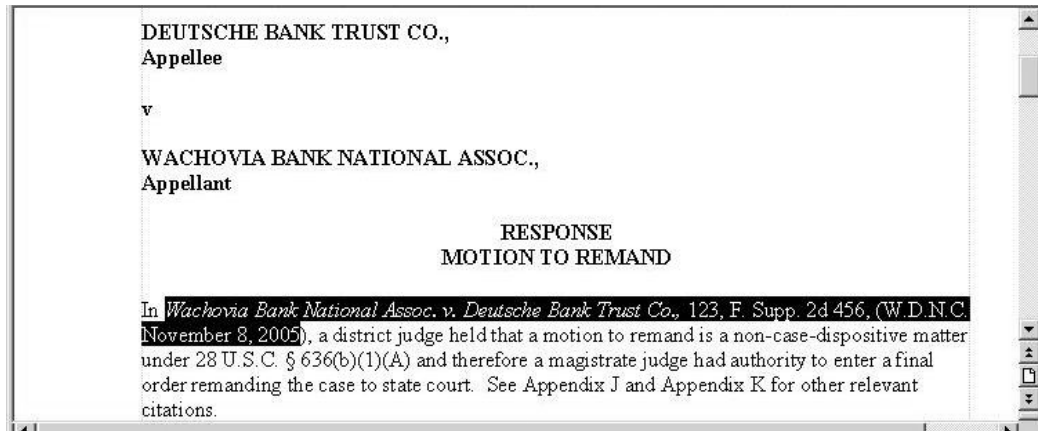 DEUTSCHE BANK TRUST CO.,
Appellee
v
WACHOVIA BANK NATIONAL ASSOC.,
Appellant
RESPONSE
MOTION TO REMAND
In Wachovia Bank National Assoc. v. Deutsche Bank Trust Co., 123, F. Supp. 2d 456, (W.D.N.C.
November 8, 2005), a district judge held that a motion to remand is a non-case-dispositive matter
under 28 U.S.C. § 636(b)(1)(A) and therefore a magistrate judge had authority to enter a final
order remanding the case to state court.  See Appendix J and Appendix K for other relevant
citations.